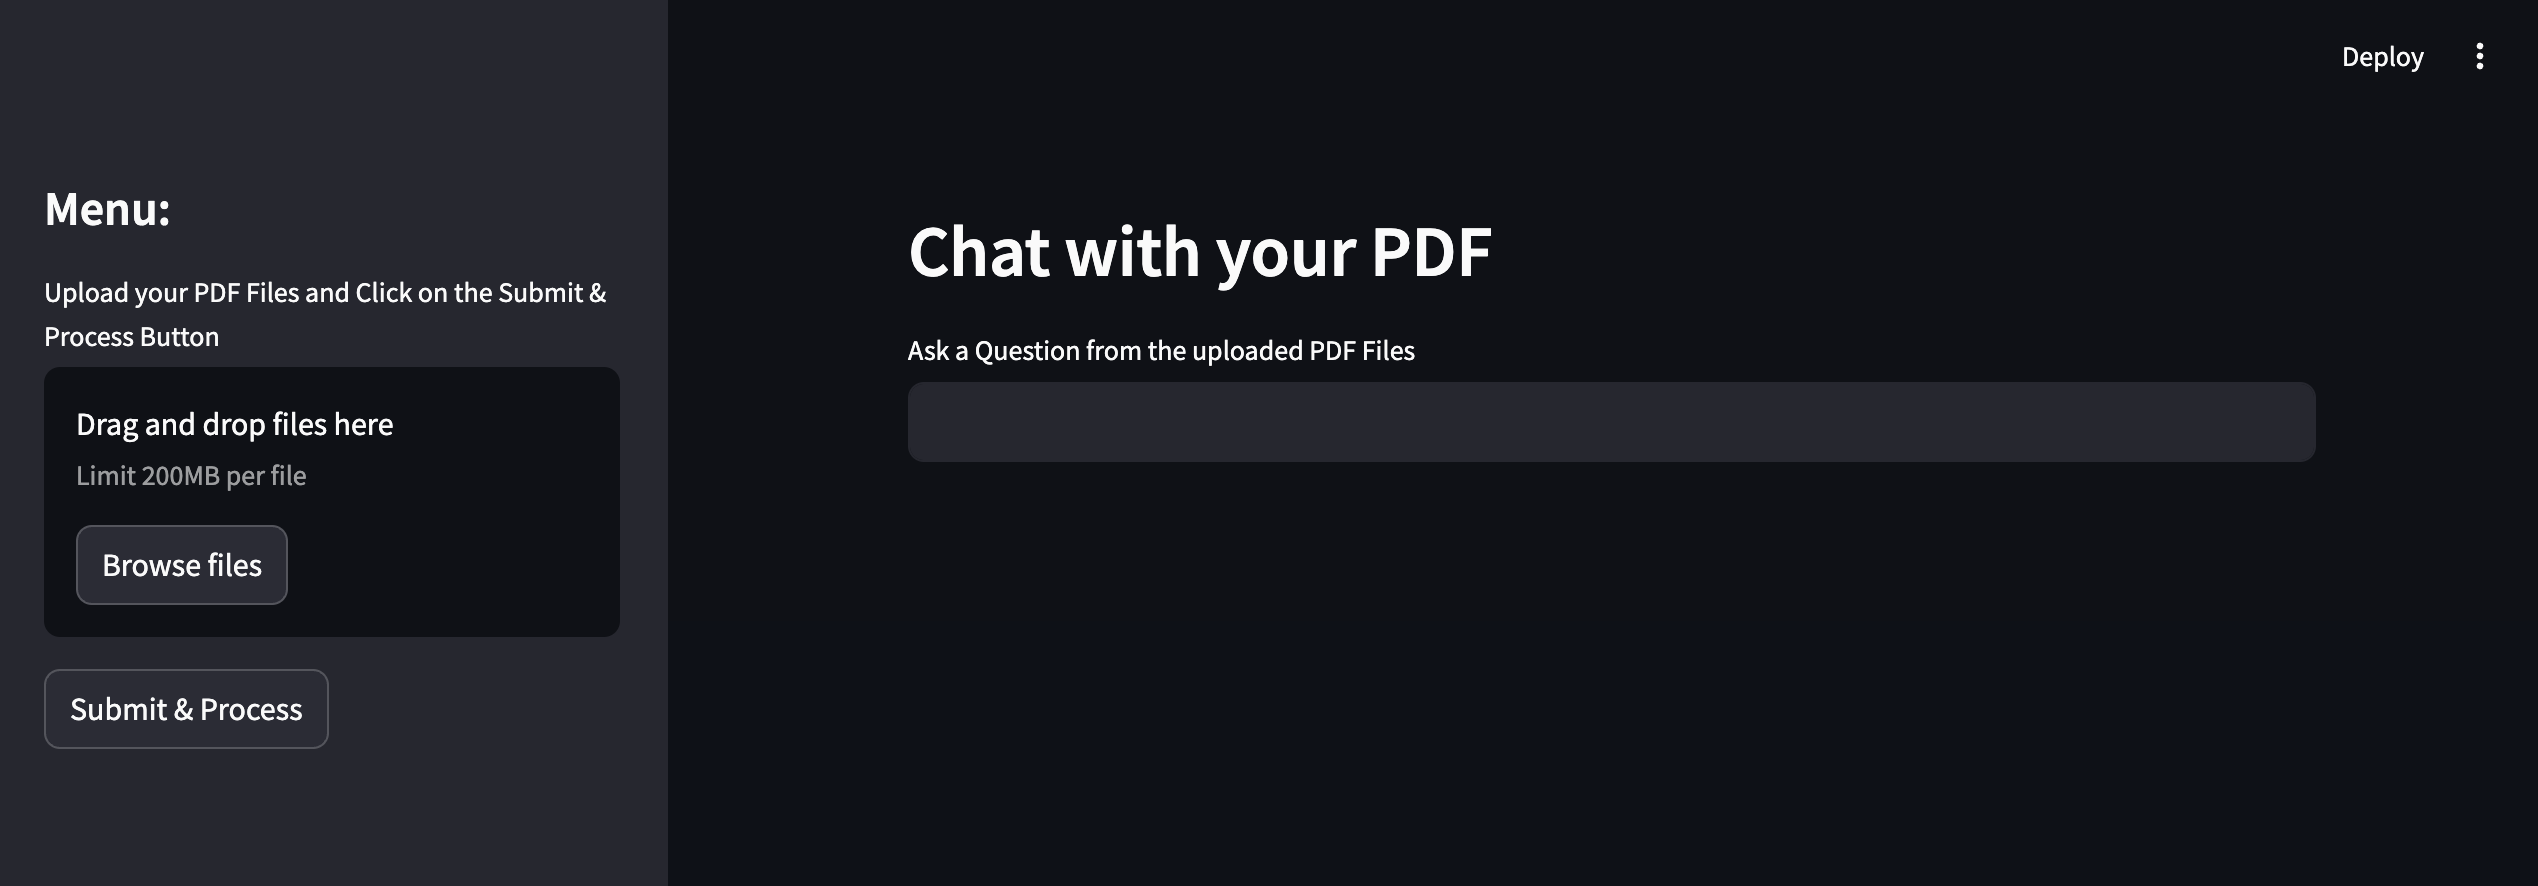 Deploy
Menu:
Upload your PDF Files and Click on the Submit &
Process Button
Drag and drop files here
Limit 200MB per file
Browse files
Submit & Process
Chat with your PDF
Ask a Question from the uploaded PDF Files